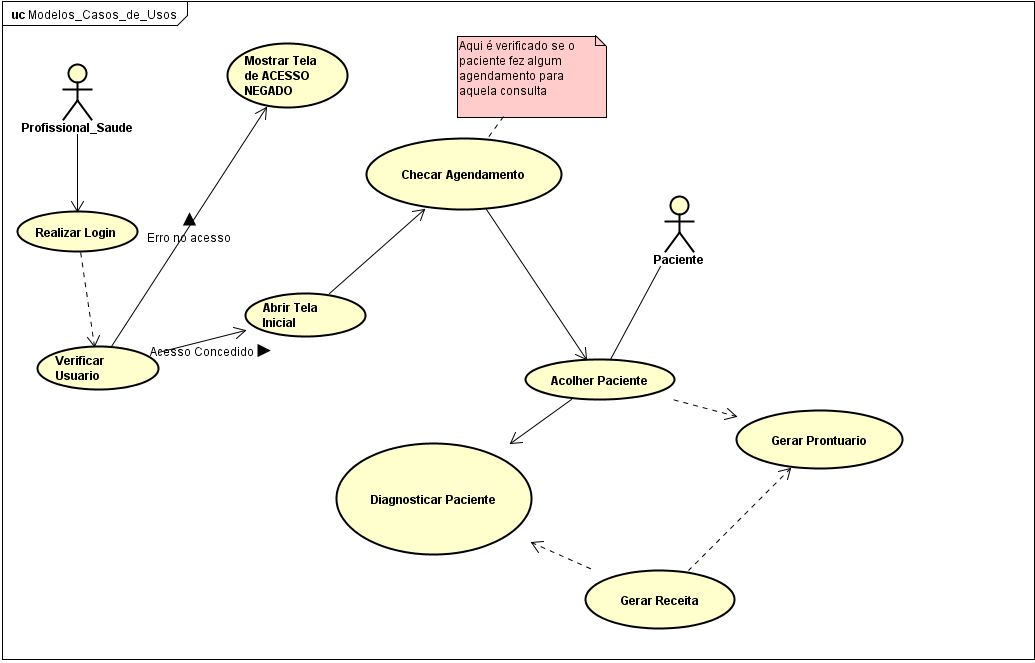 uc Modelos_Casos_de_Usos
Mostrar Tela
de ACESSO
NEGADO
Aqui é verificado se o
paciente fez algum
agendamento para
aquela consulta
Profissional_Saude
Checar Agendamento
Realizar Login
Erro no acesso
Paciente
Abrir Tela
Inicial
Acesso Concedido
Verificar
Usuario
Acolher Paciente
Gerar Prontuario
Diagnosticar Paciente
Gerar Receita